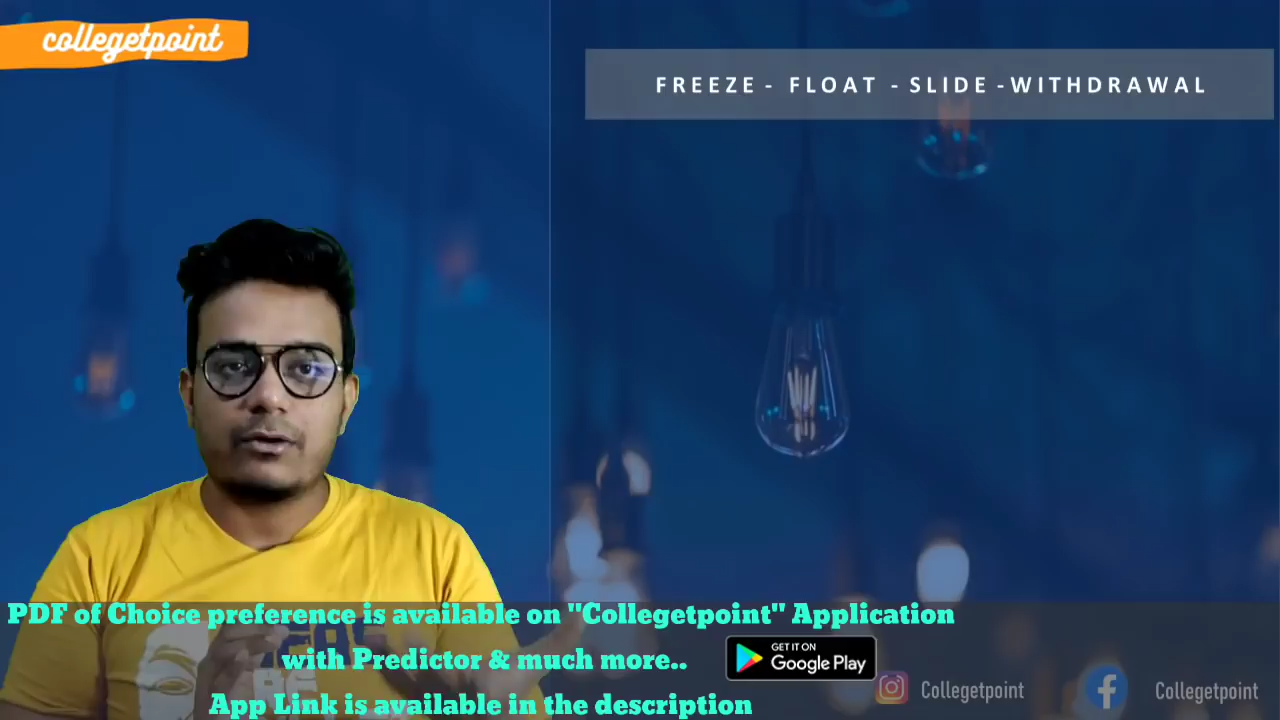 collegetpoint
FREEZE - FLOAT - SLIDE -WITHDRAWAL
PDF of Choice preference is available on "Collegetpoint" Application
with Predictor & much more..
GET IT ON
Google Play
App Link is available in the description
Collegetpoint
Collegetpoint